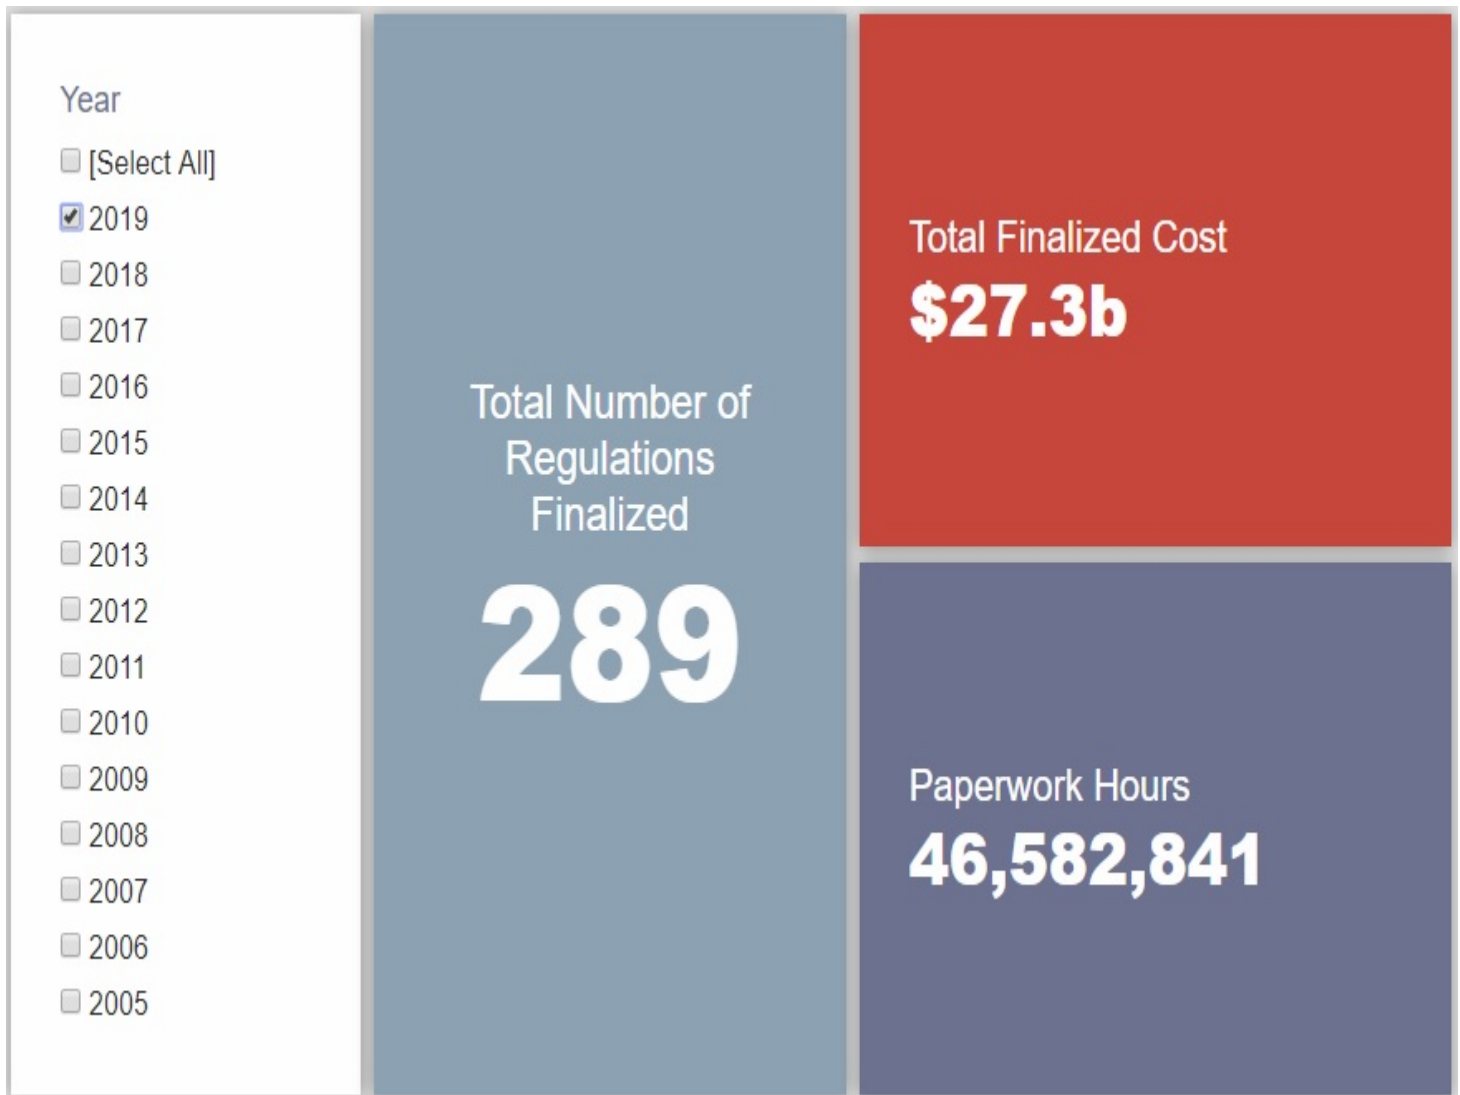 Year
[Select All]
2019
2018
2017
2016
2015
2014
2013
2012
2011
2010
2009
2008
2007
2006
2005
Total Number of
Regulations
Finalized
289
Total Finalized Cost
$27.3b
Paperwork Hours
46,582,841